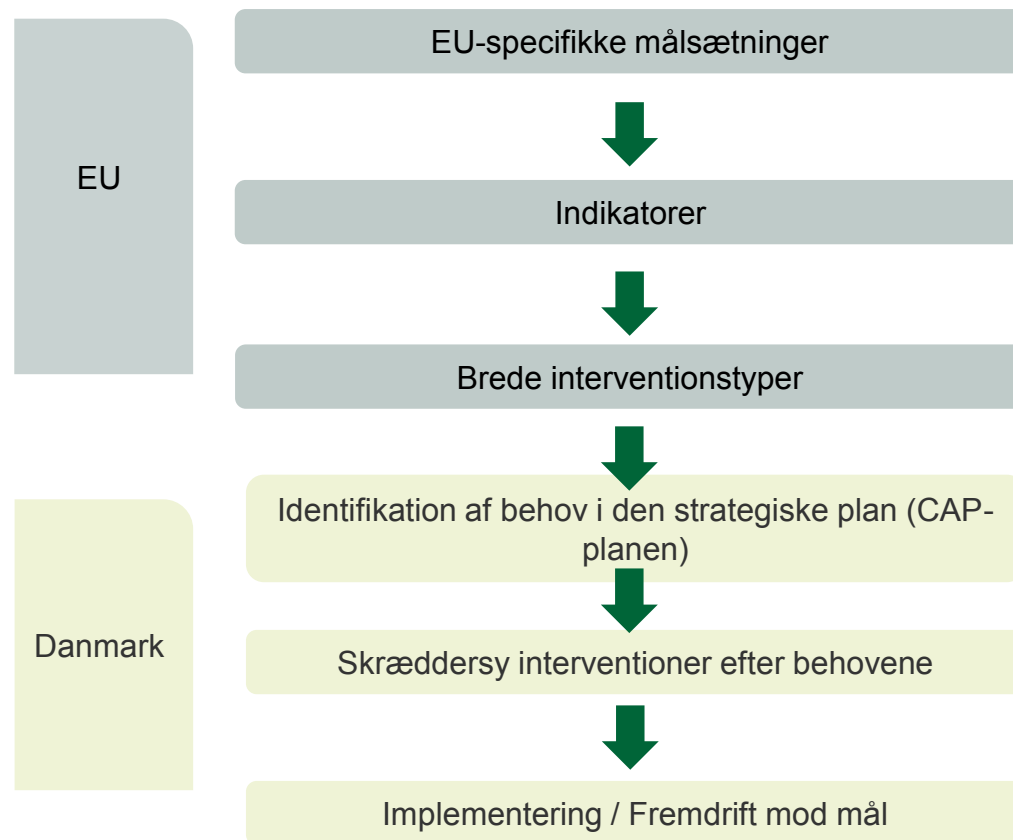 EU
EU-specifikke målsætninger
Indikatorer
Brede interventionstyper
Danmark
Identifikation af behov i den strategiske plan (CAP-
planen)
Skræddersy interventioner efter behovene
Implementering / Fremdrift mod mål